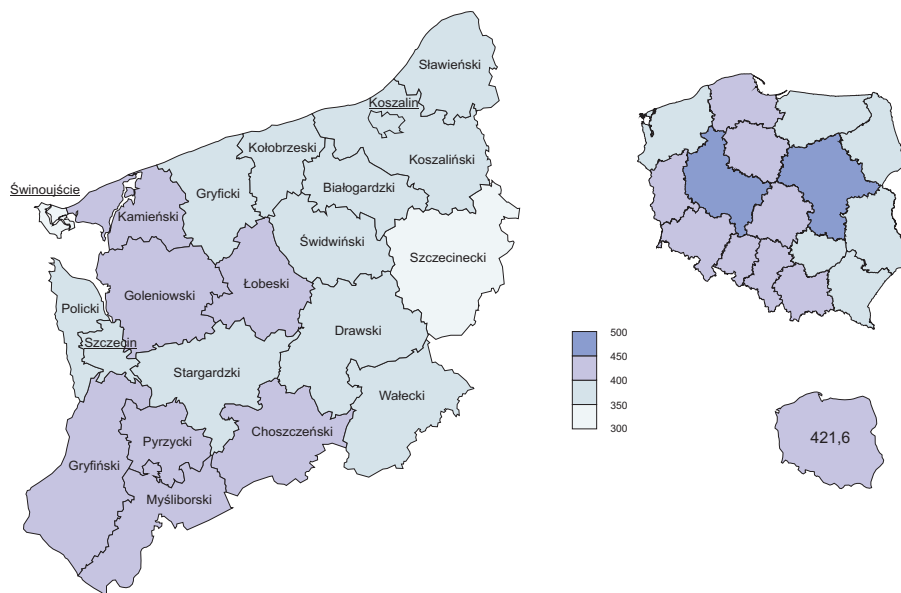 Sławieński
Koszalin
Kołobrzeski
Koszaliński
Białogardzki
Gryficki
Świnoujście
Kamieński
Świdwiński
Szczecinecki
Łobeski
Goleniowski
Policki
Drawski
Szczecin
Stargardzki
Wałecki
Choszczeński
Pyrzycki
Gryfiński
Myśliborski
500
450
400
350
300
421,6